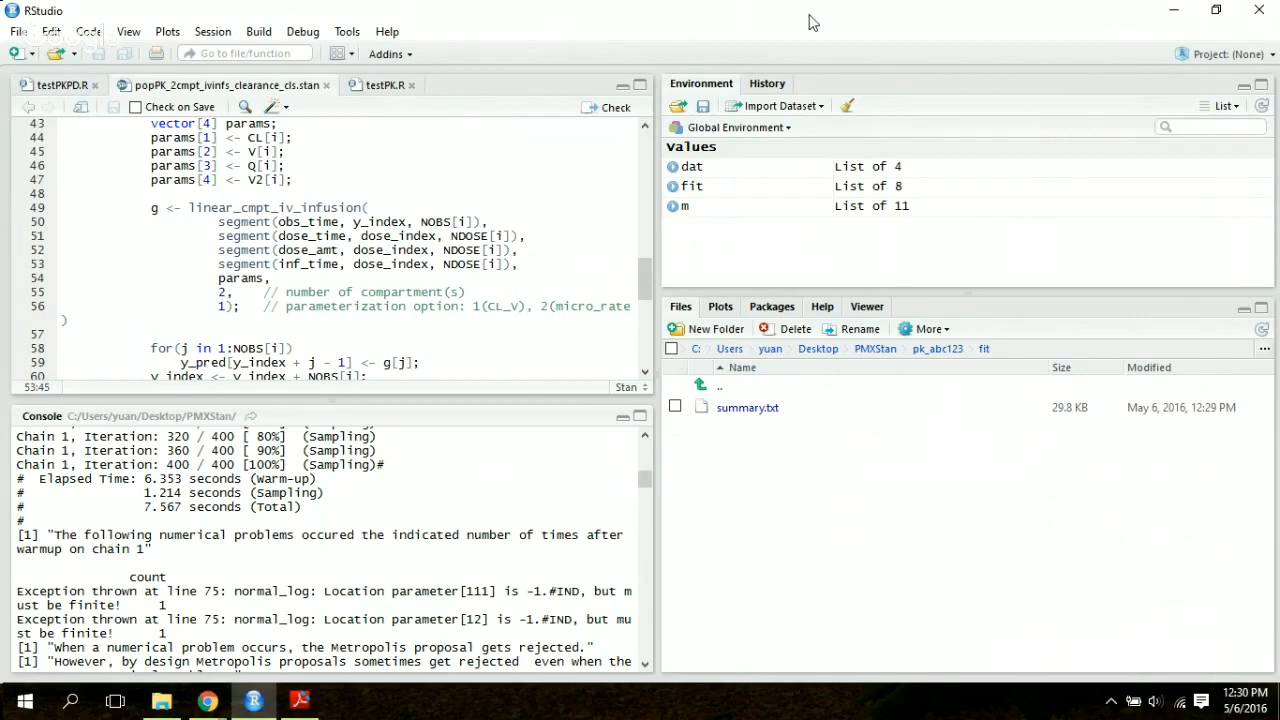 RStudio
File Edit Code View Plots Session Build Debug Tools Help
Go to file/function
Addins
Project: (None)
testPKPD.R
popPK_2cmpt_ivinfs_clearance_cls.stan
testPK.R
Check on Save
Check
43 vector[4] params;
44 params[1] <- CL[i];
45 params[2] <- V[i];
46 params[3] <- Q[i];
47 params[4] <- V2[i];
48
49 g <- linear_cmpt_iv_infusion(
50 segment(obs_time, y_index, NOBS[i]),
51 segment(dose_time, dose_index, NDOSE[i]),
52 segment(dose_amt, dose_index, NDOSE[i]),
53 segment(inf_time, dose_index, NDOSE[i]),
54 params,
55 2, // number of compartment(s)
56 1); // parameterization option: 1(CL_V), 2(micro_rate
)
57
58 for(j in 1:NOBS[i])
59 y_pred[y_index + j - 1] <- g[j];
60 y_index <- y_index + NOBS[i];
53:45
Stan
Console C:/Users/yuan/Desktop/PMXStan/
Chain 1, Iteration: 320 / 400 [ 80%] (Sampling)
Chain 1, Iteration: 360 / 400 [ 90%] (Sampling)
Chain 1, Iteration: 400 / 400 [100%] (Sampling)#
# Elapsed Time: 6.353 seconds (Warm-up)
# 1.214 seconds (Sampling)
# 7.567 seconds (Total)
#
[1] "The following numerical problems occured the indicated number of times after
warmup on chain 1"
count
Exception thrown at line 75: normal_log: Location parameter[111] is -1.#IND, but m
ust be finite! 1
Exception thrown at line 75: normal_log: Location parameter[12] is -1.#IND, but mu
st be finite! 1
[1] "When a numerical problem occurs, the Metropolis proposal gets rejected."
[1] "However, by design Metropolis proposals sometimes get rejected even when the
Environment History
Import Dataset
List
Global Environment
Values
dat List of 4
fit List of 8
m List of 11
Files Plots Packages Help Viewer
New Folder Delete Rename More
C: Users yuan Desktop PMXStan pk_abc123 fit
Name Size Modified
..
summary.txt 29.8 KB May 6, 2016, 12:29 PM
12:30 PM
5/6/2016